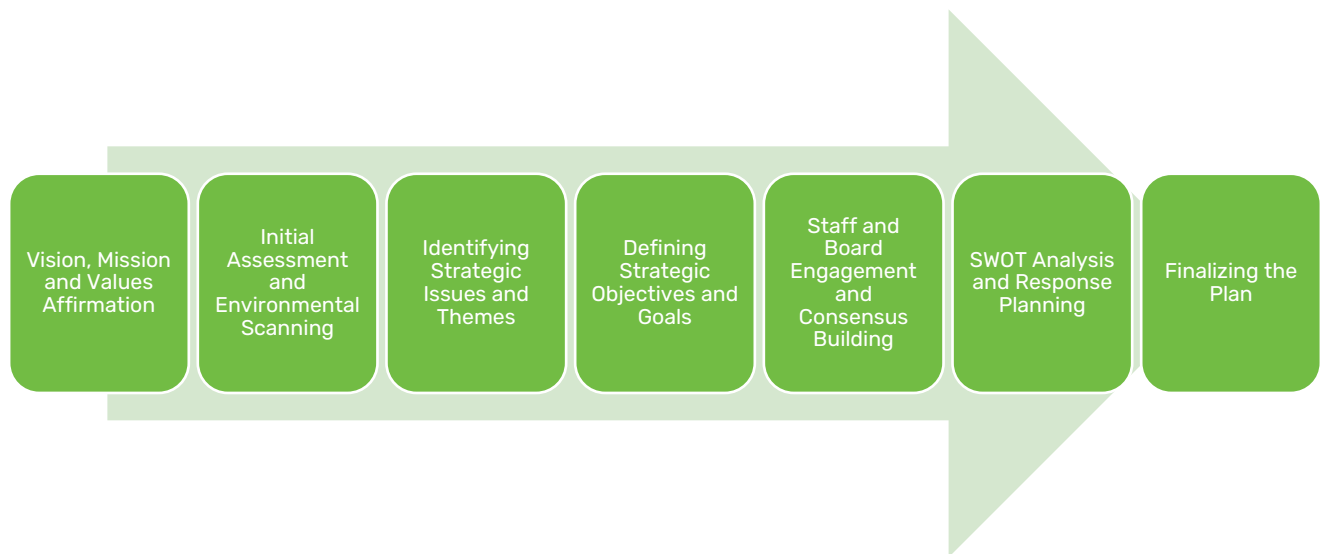 Vision, Mission
and Values
Affirmation
Initial
Assessment
and
Environmental
Scanning
Identifying
Strategic
Issues and
Themes
Defining
Strategic
Objectives and
Goals
Staff and
Board
Engagement
and
Consensus
Building
SWOT Analysis
and Response
Planning
Finalizing the
Plan